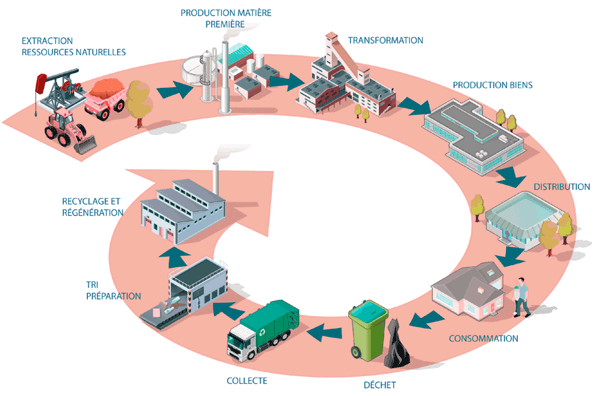 PRODUCTION MATIÈRE
PREMIÈRE
EXTRACTION
RESSOURCES NATURELLES
TRANSFORMATION
PRODUCTION BIENS
DISTRIBUTION
CONSOMMATION
DÉCHET
COLLECTE
TRI
PRÉPARATION
RECYCLAGE ET
RÉGÉNÉRATION